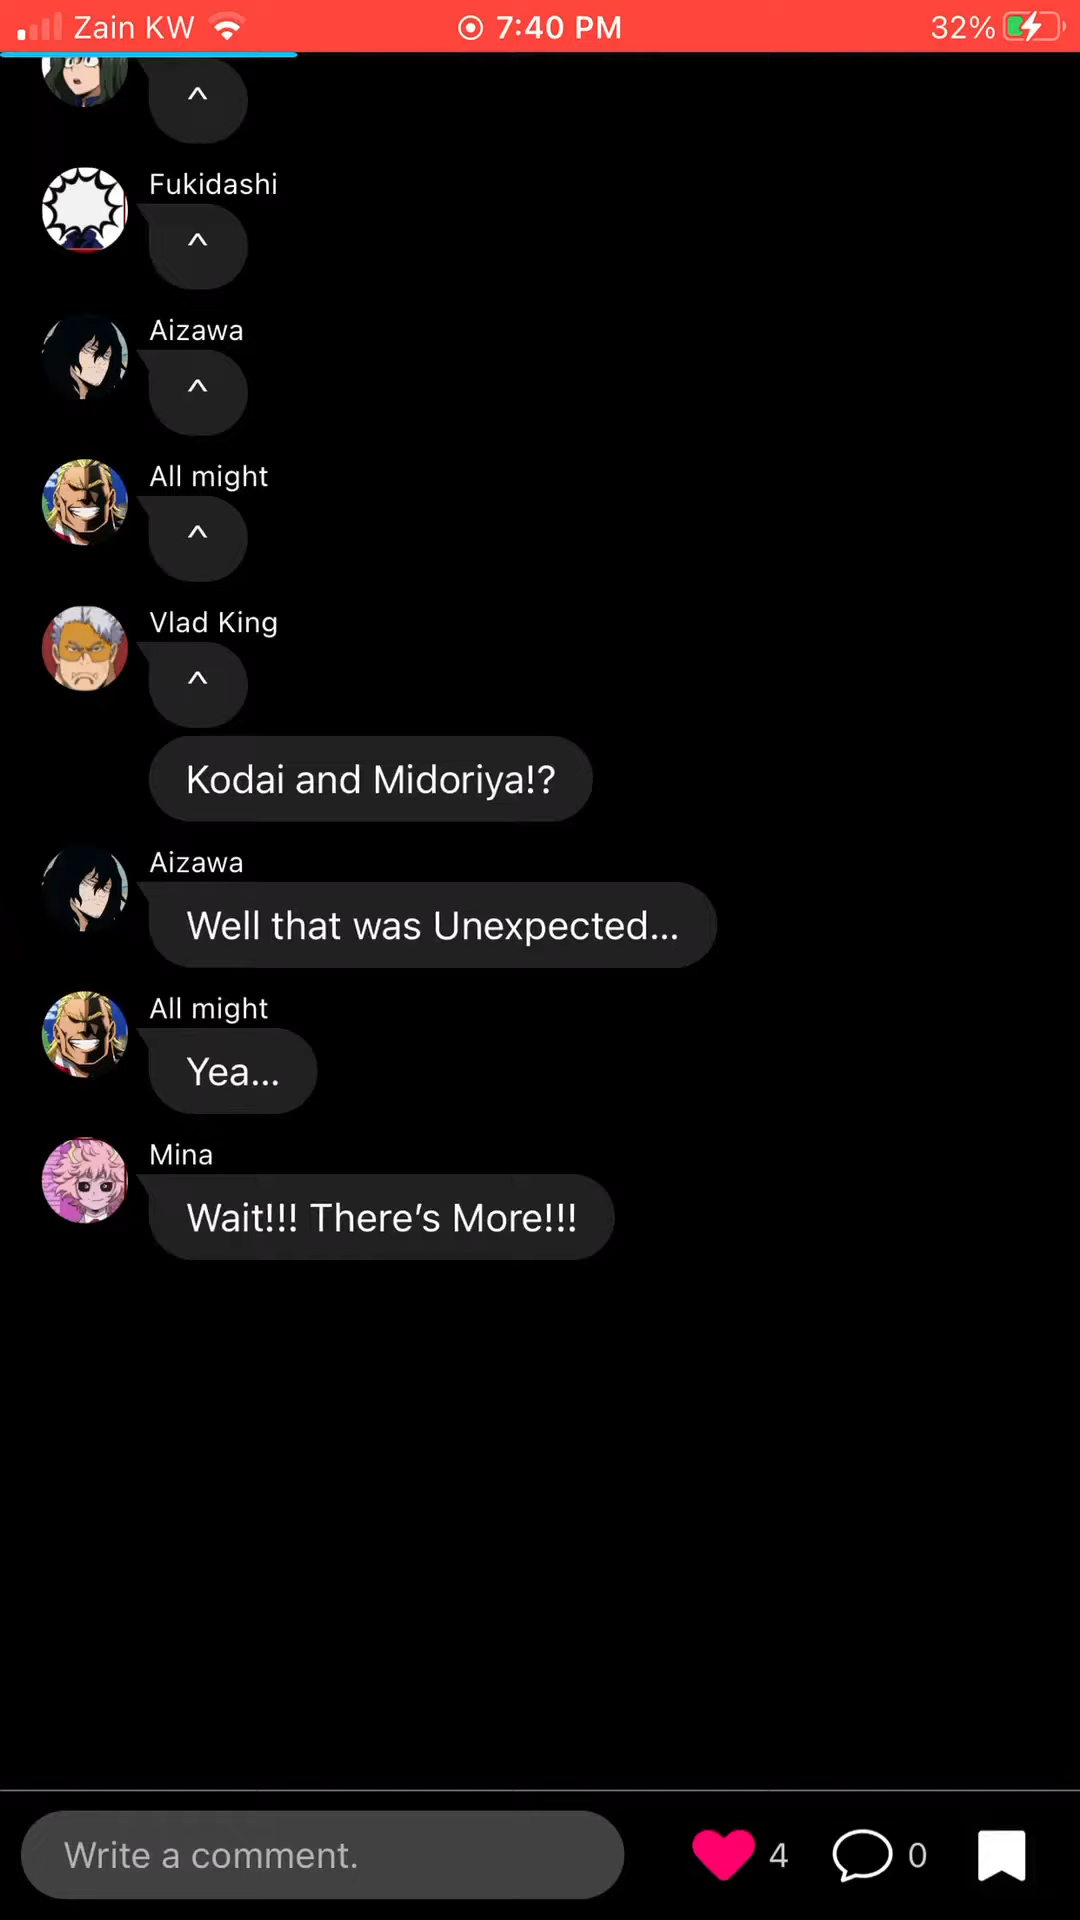 Zain KW 7:40 PM 32%
^
Fukidashi
^
Aizawa
^
All might
^
Vlad King
^
Kodai and Midoriya!?
Aizawa
Well that was Unexpected...
All might
Yea...
Mina
Wait!!! There’s More!!!
Write a comment. 4 0